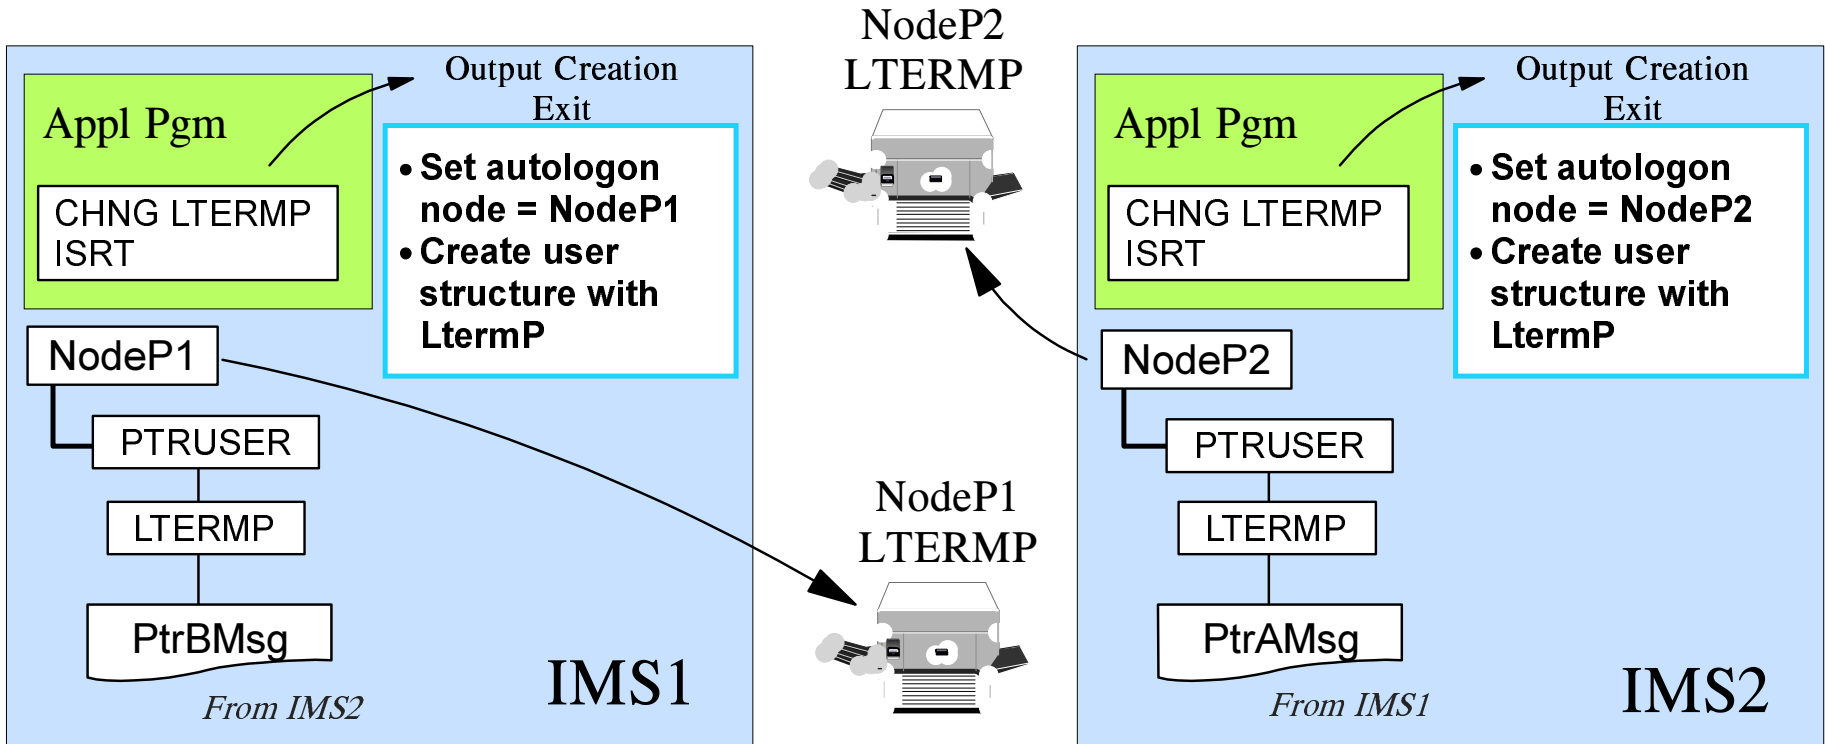 Output Creation
Exit
Appl Pgm
CHNG LTERMP
ISRT
• Set autologon
node = NodeP1
• Create user
structure with
LtermP
NodeP1
PTRUSER
LTERMP
PtrBMsg
From IMS2
IMS1
NodeP2
LTERMP
NodeP1
LTERMP
Output Creation
Exit
Appl Pgm
CHNG LTERMP
ISRT
• Set autologon
node = NodeP2
• Create user
structure with
LtermP
NodeP2
PTRUSER
LTERMP
PtrAMsg
From IMS1
IMS2